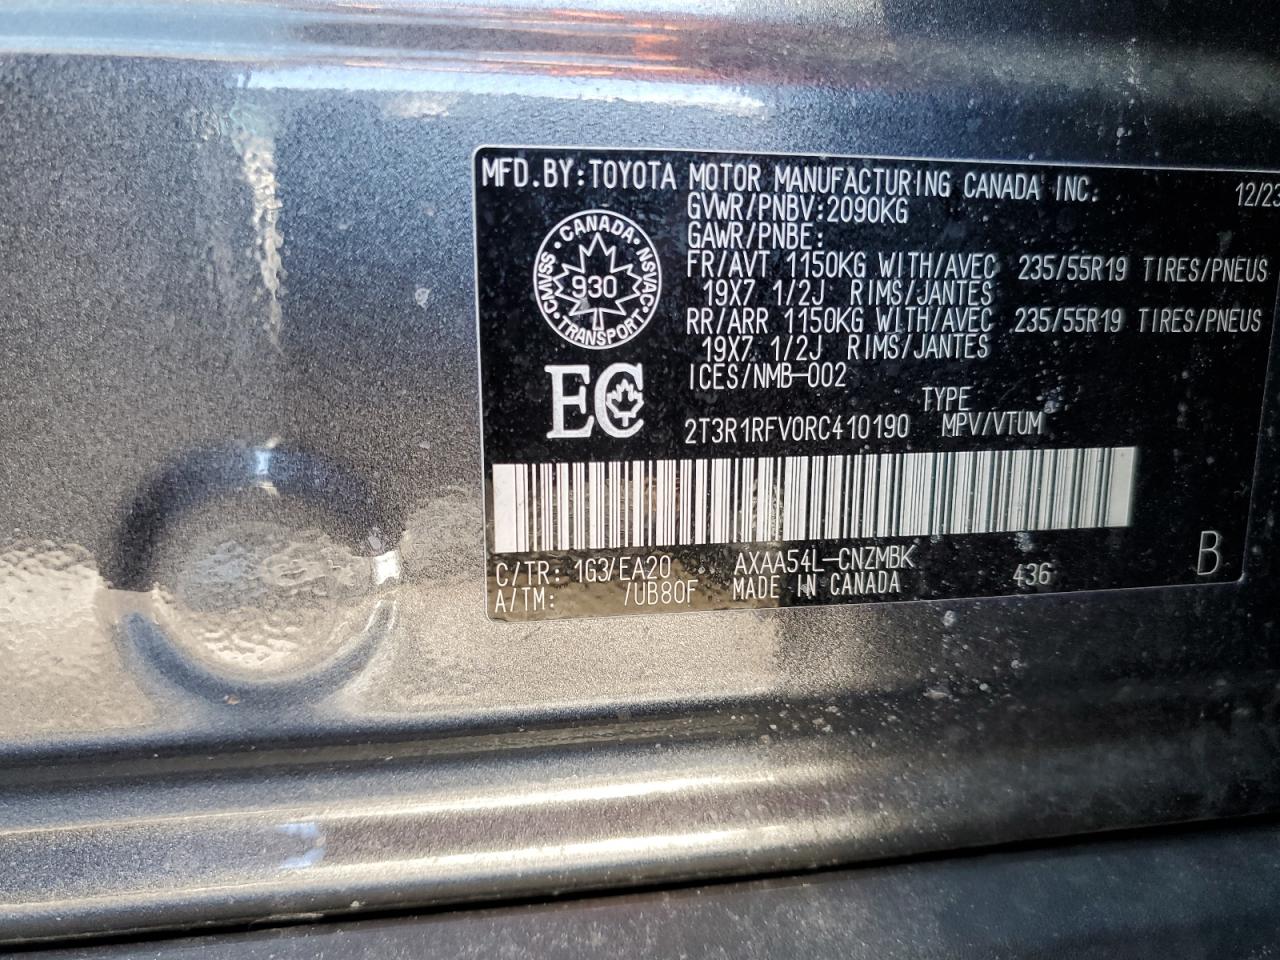 MFD.BY:TOYOTA MOTOR MANUFACTURING CANADA INC. 12/23
GVWR/PNBV:2090KG
GAWR/PNBE:
FR/AVT 1150KG WITH/AVEC 235/55R19 TIRES/PNEUS
19X7 1/2J RIMS/JANTES
RR/ARR 1150KG WITH/AVEC 235/55R19 TIRES/PNEUS
19X7 1/2J RIMS/JANTES
ICES/NMB-002
CANADA
CMVSS 930 NSVAC
TRANSPORT
EC
TYPE
2T3R1RFV0RC410190 MPV/VTUM
C/TR: 1G3/EA20 AXAA54L-CNZMBK
A/TM: /UB80F MADE IN CANADA 436 B